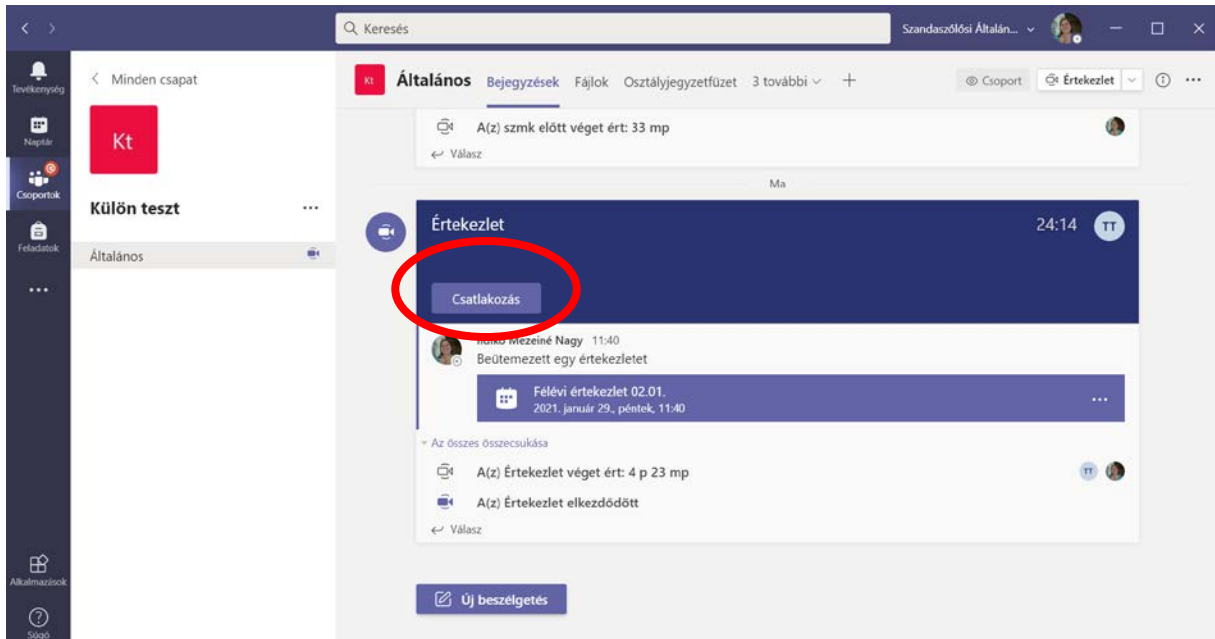 Keresés
Szandaszőlősi Általán...
Tevékenység
Naptár
Csoportok
Feladatok
Alkalmazások
Súgó
Minden csapat
Kt
Külön teszt
Általános
Kt Általános Bejegyzések Fájlok Osztályjegyzetfüzet 3 további
Csoport Értekezlet
A(z) szmk előtt véget ért: 33 mp
Válasz
Ma
Értekezlet 24:14 TT
Csatlakozás
Mezeiné Nagy 11:40
Beütemezett egy értekezletet
Félévi értekezlet 02.01.
2021. január 29., péntek, 11:40
Az összes összecsukása
A(z) Értekezlet véget ért: 4 p 23 mp TT
A(z) Értekezlet elkezdődött
Válasz
Új beszélgetés